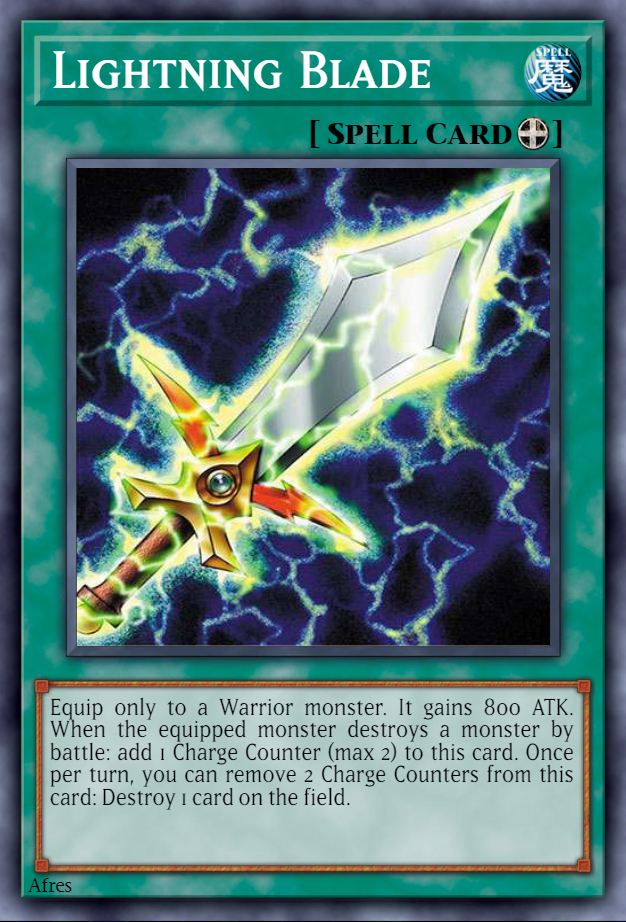 Lightning Blade
SPELL
魔
[ Spell Card ]
Equip only to a Warrior monster. It gains 800 ATK.
When the equipped monster destroys a monster by
battle: add 1 Charge Counter (max 2) to this card. Once
per turn, you can remove 2 Charge Counters from this
card: Destroy 1 card on the field.
Afres